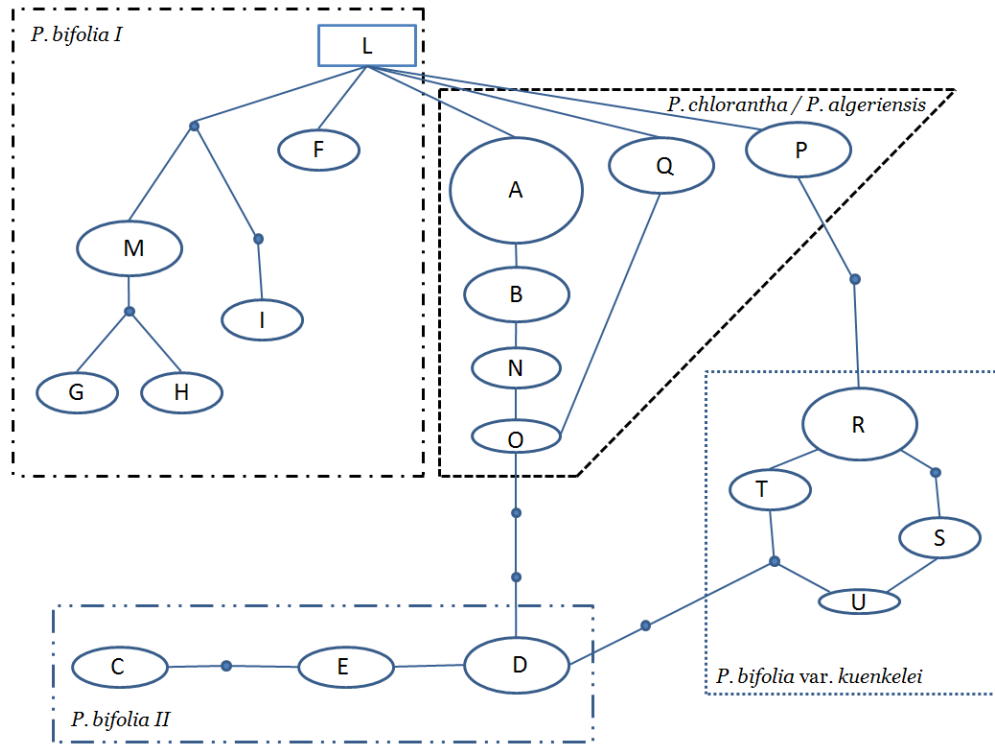 P. bifolia I
L
P. chlorantha / P. algeriensis
F
A
Q
P
M
B
I
N
G
H
O
R
T
S
U
C
E
D
P. bifolia var. kuenkelei
P. bifolia II